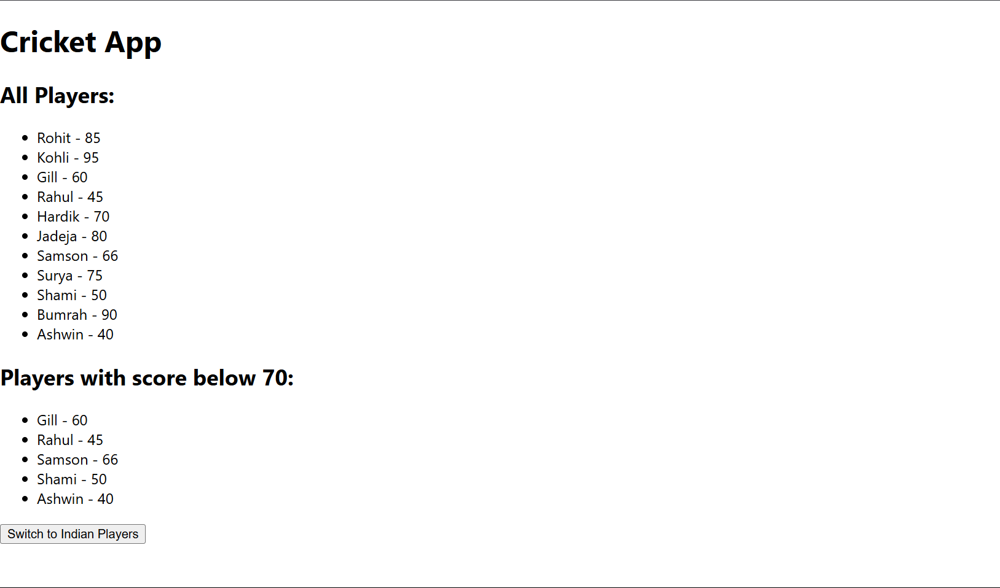 Cricket App
All Players:
Rohit - 85
Kohli - 95
Gill - 60
Rahul - 45
Hardik - 70
Jadeja - 80
Samson - 66
Surya - 75
Shami - 50
Bumrah - 90
Ashwin - 40
Players with score below 70:
Gill - 60
Rahul - 45
Samson - 66
Shami - 50
Ashwin - 40
Switch to Indian Players